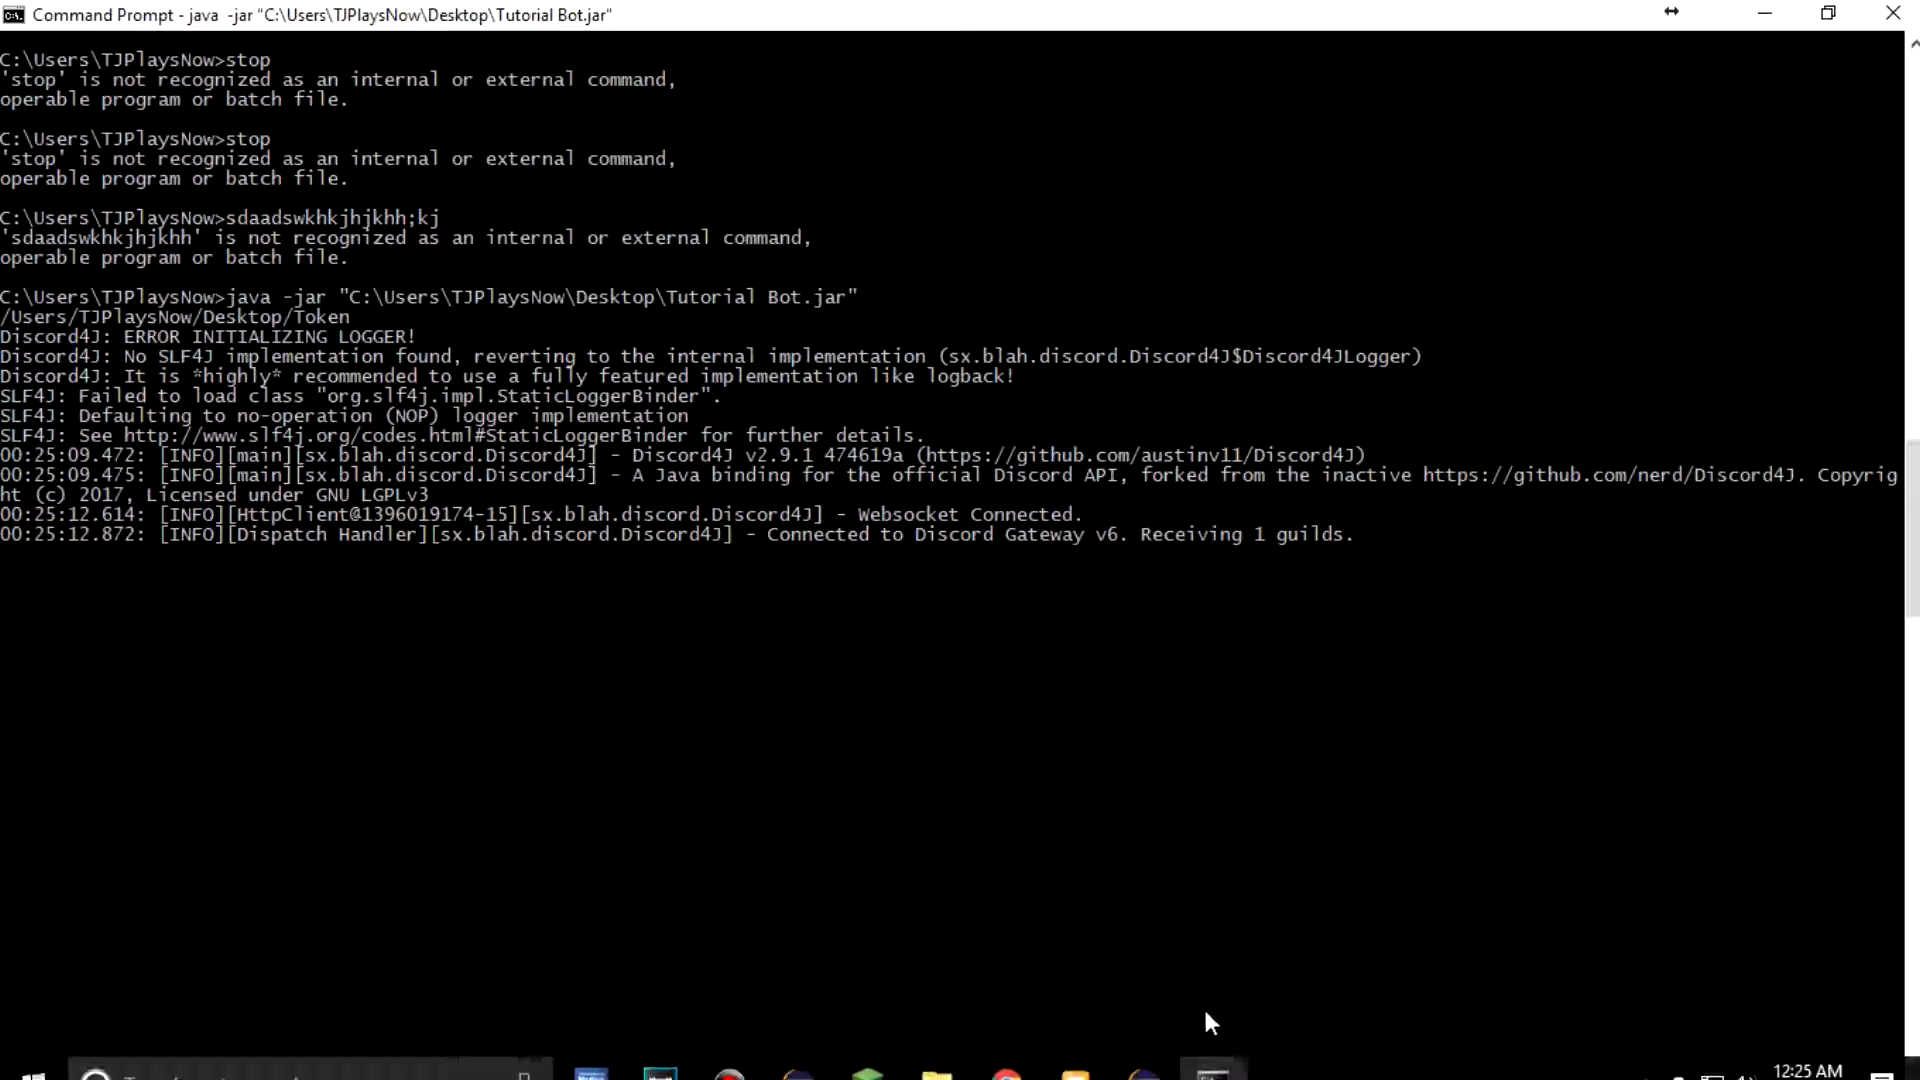 Command Prompt - java  -jar "C:\Users\TJPlaysNow\Desktop\Tutorial Bot.jar"
C:\Users\TJPlaysNow>stop
'stop' is not recognized as an internal or external command,
operable program or batch file.
C:\Users\TJPlaysNow>stop
'stop' is not recognized as an internal or external command,
operable program or batch file.
C:\Users\TJPlaysNow>sdaadswkhkjhjkhh;kj
'sdaadswkhkjhjkhh' is not recognized as an internal or external command,
operable program or batch file.
C:\Users\TJPlaysNow>java -jar "C:\Users\TJPlaysNow\Desktop\Tutorial Bot.jar"
/Users/TJPlaysNow/Desktop/Token
Discord4J: ERROR INITIALIZING LOGGER!
Discord4J: No SLF4J implementation found, reverting to the internal implementation (sx.blah.discord.Discord4J$Discord4JLogger)
Discord4J: It is *highly* recommended to use a fully featured implementation like logback!
SLF4J: Failed to load class "org.slf4j.impl.StaticLoggerBinder".
SLF4J: Defaulting to no-operation (NOP) logger implementation
SLF4J: See http://www.slf4j.org/codes.html#StaticLoggerBinder for further details.
00:25:09.472: [INFO][main][sx.blah.discord.Discord4J] - Discord4J v2.9.1 474619a (https://github.com/austinv11/Discord4J)
00:25:09.475: [INFO][main][sx.blah.discord.Discord4J] - A Java binding for the official Discord API, forked from the inactive https://github.com/nerd/Discord4J. Copyrig
ht (c) 2017, Licensed under GNU LGPLv3
00:25:12.614: [INFO][HttpClient@1396019174-15][sx.blah.discord.Discord4J] - Websocket Connected.
00:25:12.872: [INFO][Dispatch Handler][sx.blah.discord.Discord4J] - Connected to Discord Gateway v6. Receiving 1 guilds.
12:25 AM